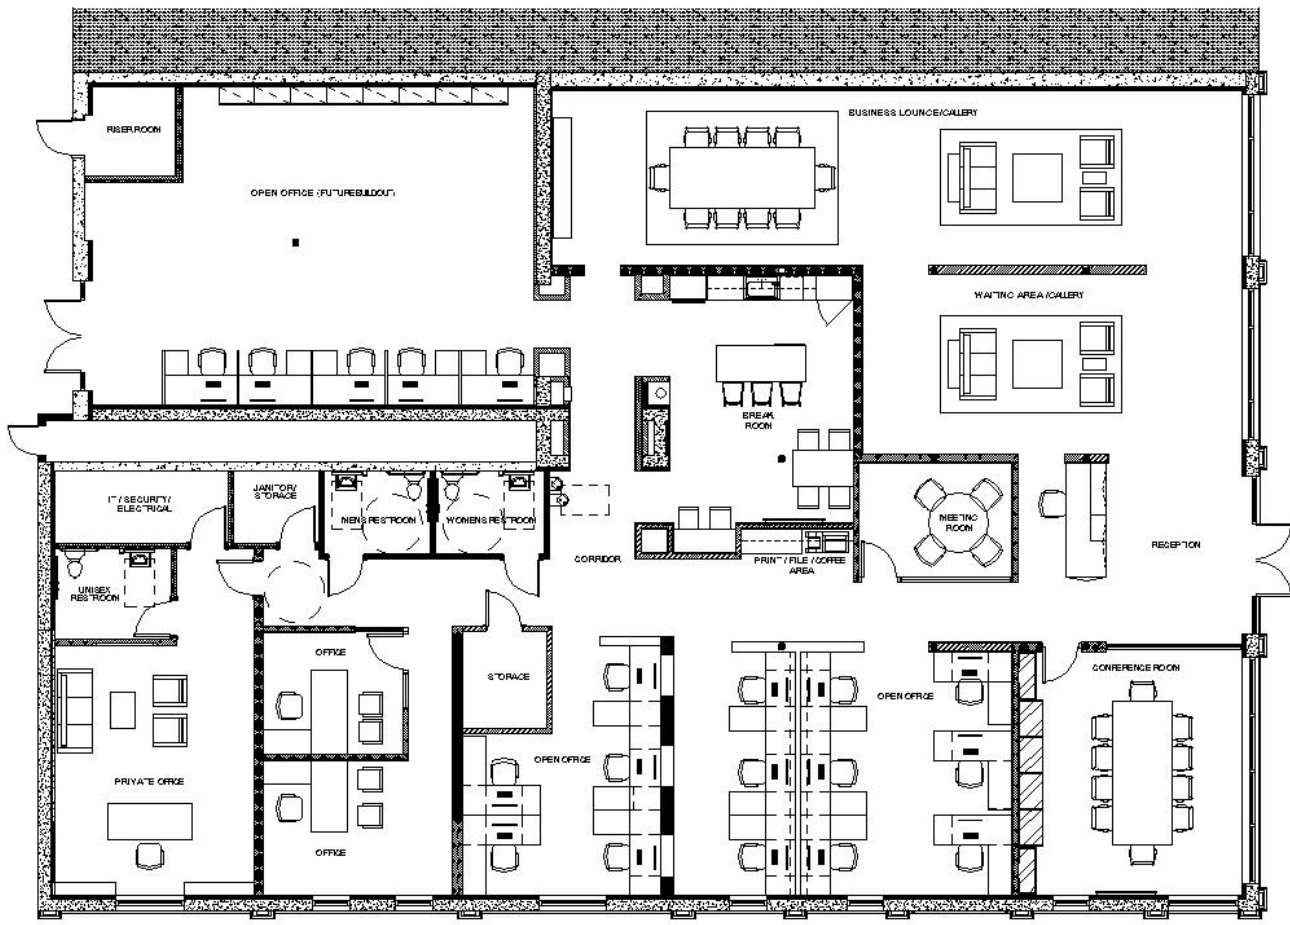 BUSINESS LOUNGE/GALLERY
RISER ROOM
OPEN OFFICE (FUTURE BUILDOUT)
WAITING AREA /GALLERY
BREAK
ROOM
IT / SECURITY /
ELECTRICAL
JANITOR/
STORAGE
MENS RESTROOM
WOMENS RESTROOM
MEETING
ROOM
RECEPTION
CORRIDOR
PRINT / FILE / COFFEE
AREA
UNISEX
RESTROOM
OFFICE
STORAGE
CONFERENCE ROOM
OPEN OFFICE
OPEN OFFICE
PRIVATE OFFICE
OFFICE